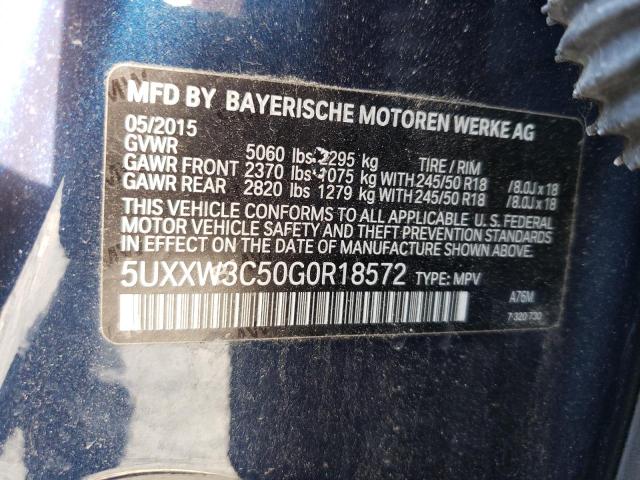 MFD BY BAYERISCHE MOTOREN WERKE AG
05/2015
GVWR 5060 lbs 2295 kg TIRE / RIM
GAWR FRONT 2370 lbs 1075 kg WITH 245/50 R18 /8.0J x 18
GAWR REAR 2820 lbs 1279 kg WITH 245/50 R18 /8.0J x 18
THIS VEHICLE CONFORMS TO ALL APPLICABLE U.S. FEDERAL
MOTOR VEHICLE SAFETY AND THEFT PREVENTION STANDARDS
IN EFFECT ON THE DATE OF MANUFACTURE SHOWN ABOVE.
5UXXW3C50G0R18572 TYPE: MPV
A76M
7 320 730